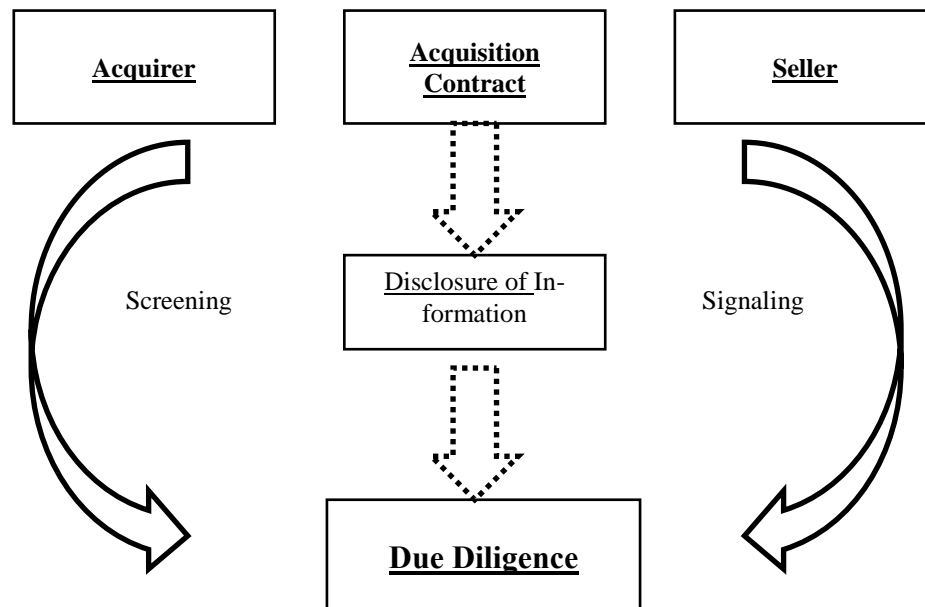 Acquirer
Acquisition
Contract
Seller
Disclosure of In-
formation
Screening
Signaling
Due Diligence